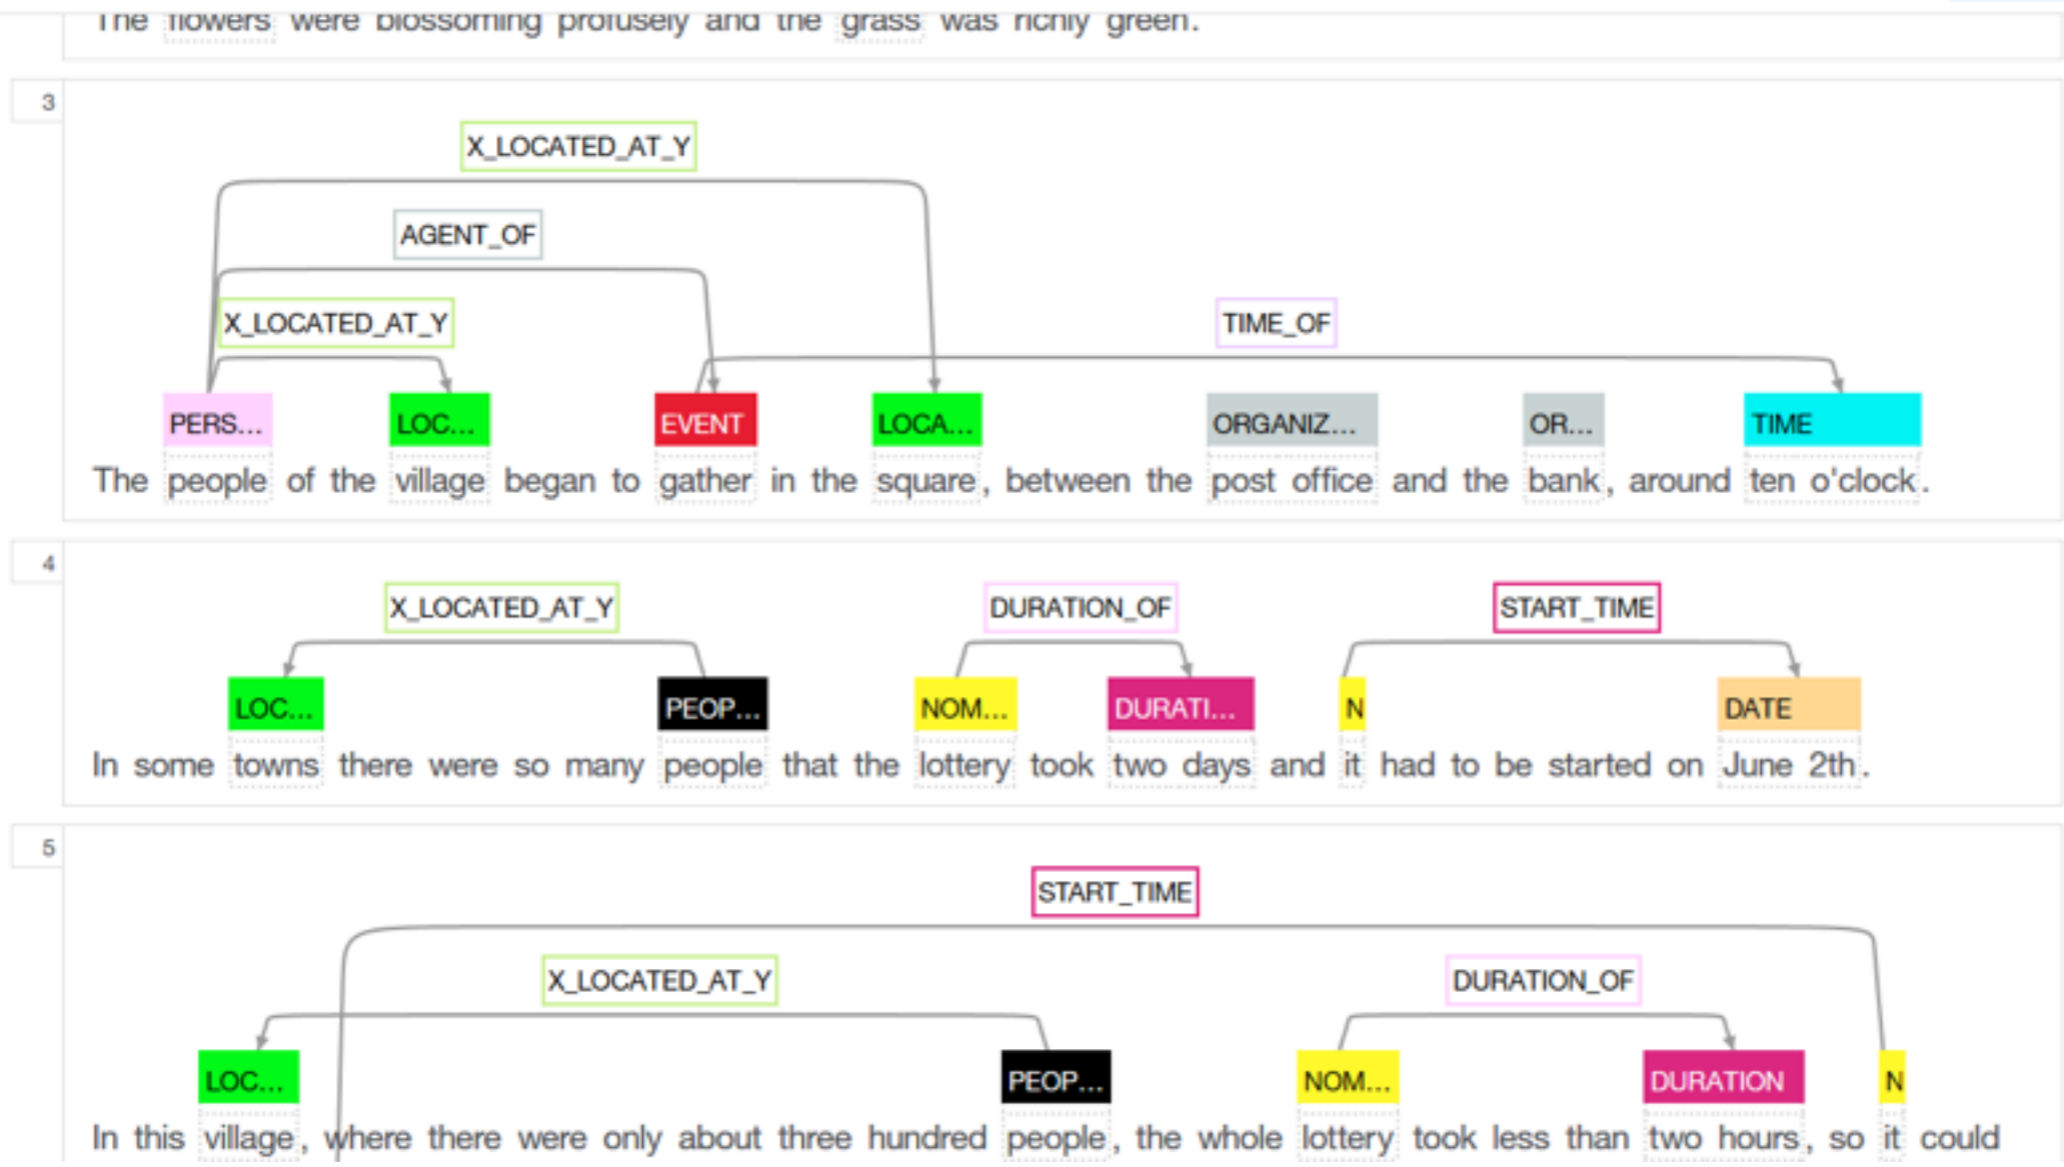 The flowers were blossoming profusely and the grass was richly green.
3
X_LOCATED_AT_Y
AGENT_OF
X_LOCATED_AT_Y TIME_OF
PERS... LOC... EVENT LOCA... ORGANIZ... OR... TIME
The people of the village began to gather in the square, between the post office and the bank, around ten o'clock.
4
X_LOCATED_AT_Y DURATION_OF START_TIME
LOC... PEOP... NOM... DURATI... N DATE
In some towns there were so many people that the lottery took two days and it had to be started on June 2th.
5
START_TIME
X_LOCATED_AT_Y DURATION_OF
LOC... PEOP... NOM... DURATION N
In this village, where there were only about three hundred people, the whole lottery took less than two hours, so it could